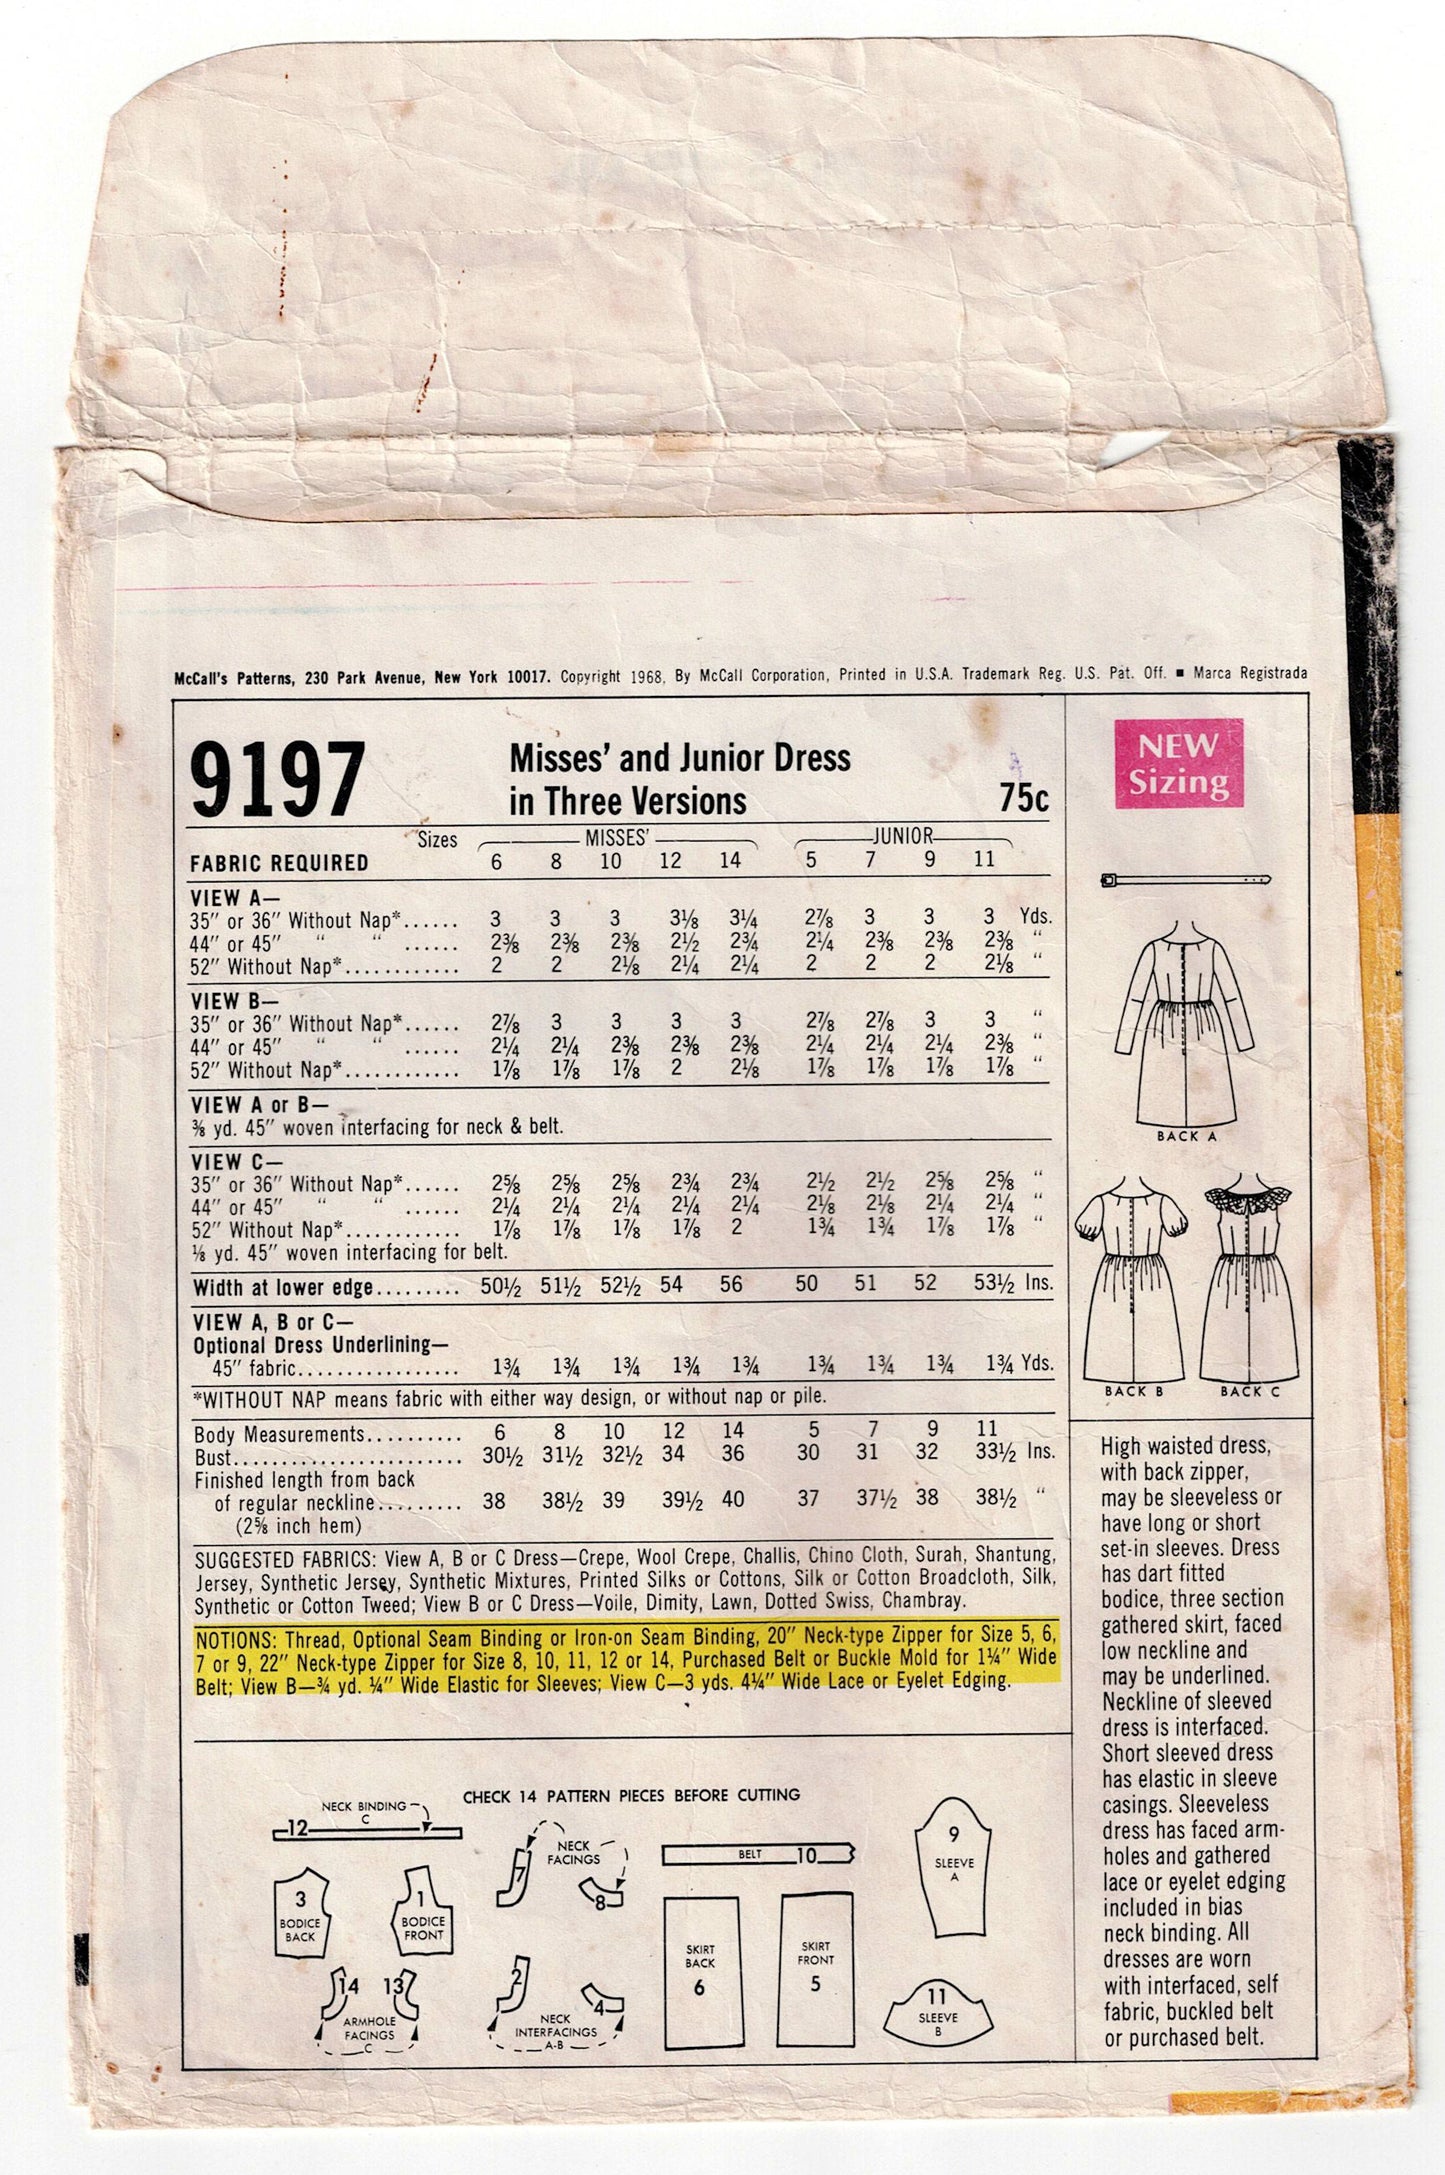 McCall's Patterns, 230 Park Avenue, New York 10017. Copyright 1968, By McCall Corporation, Printed in U.S.A. Trademark Reg. U.S. Pat. Off. ■ Marca Registrada
9197
Misses' and Junior Dress
in Three Versions
75c
Sizes MISSES' JUNIOR
FABRIC REQUIRED 6 8 10 12 14 5 7 9 11
VIEW A—
35" or 36" Without Nap*...... 3 3 3 3⅛ 3¼ 2⅞ 3 3 3 Yds.
44" or 45" " " ...... 2⅜ 2⅜ 2⅜ 2½ 2¾ 2¼ 2⅜ 2⅜ 2⅜ "
52" Without Nap*............ 2 2 2⅛ 2¼ 2¼ 2 2 2 2⅛ "
VIEW B—
35" or 36" Without Nap*...... 2⅞ 3 3 3 3 2⅞ 2⅞ 3 3 "
44" or 45" " " ...... 2¼ 2¼ 2⅜ 2⅜ 2⅜ 2¼ 2¼ 2¼ 2⅜ "
52" Without Nap*............ 1⅞ 1⅞ 1⅞ 2 2⅛ 1⅞ 1⅞ 1⅞ 1⅞ "
VIEW A or B—
⅜ yd. 45" woven interfacing for neck & belt.
VIEW C—
35" or 36" Without Nap*...... 2⅝ 2⅝ 2⅝ 2¾ 2¾ 2½ 2½ 2⅝ 2⅝ "
44" or 45" " " ...... 2¼ 2¼ 2¼ 2¼ 2¼ 2⅛ 2⅛ 2¼ 2¼ "
52" Without Nap*............ 1⅞ 1⅞ 1⅞ 1⅞ 2 1¾ 1¾ 1⅞ 1⅞ "
⅛ yd. 45" woven interfacing for belt.
Width at lower edge......... 50½ 51½ 52½ 54 56 50 51 52 53½ Ins.
VIEW A, B or C—
Optional Dress Underlining—
45" fabric................. 1¾ 1¾ 1¾ 1¾ 1¾ 1¾ 1¾ 1¾ 1¾ Yds.
*WITHOUT NAP means fabric with either way design, or without nap or pile.
Body Measurements.......... 6 8 10 12 14 5 7 9 11
Bust........................ 30½ 31½ 32½ 34 36 30 31 32 33½ Ins.
Finished length from back
of regular neckline......... 38 38½ 39 39½ 40 37 37½ 38 38½ "
(2⅝ inch hem)
SUGGESTED FABRICS: View A, B or C Dress—Crepe, Wool Crepe, Challis, Chino Cloth, Surah, Shantung,
Jersey, Synthetic Jersey, Synthetic Mixtures, Printed Silks or Cottons, Silk or Cotton Broadcloth, Silk,
Synthetic or Cotton Tweed; View B or C Dress—Voile, Dimity, Lawn, Dotted Swiss, Chambray.
NOTIONS: Thread, Optional Seam Binding or Iron-on Seam Binding, 20" Neck-type Zipper for Size 5, 6,
7 or 9, 22" Neck-type Zipper for Size 8, 10, 11, 12 or 14, Purchased Belt or Buckle Mold for 1¼" Wide
Belt; View B—¾ yd. ¼" Wide Elastic for Sleeves; View C—3 yds. 4¼" Wide Lace or Eyelet Edging.
CHECK 14 PATTERN PIECES BEFORE CUTTING
NECK BINDING
C
12
3
BODICE
BACK
1
BODICE
FRONT
14 13
ARMHOLE
FACINGS
C
7
NECK
FACINGS
8
2
4
NECK
INTERFACINGS
A-B
BELT 10
SKIRT
BACK
6
SKIRT
FRONT
5
9
SLEEVE
A
11
SLEEVE
B
NEW
Sizing
BACK A
BACK B
BACK C
High waisted dress,
with back zipper,
may be sleeveless or
have long or short
set-in sleeves. Dress
has dart fitted
bodice, three section
gathered skirt, faced
low neckline and
may be underlined.
Neckline of sleeved
dress is interfaced.
Short sleeved dress
has elastic in sleeve
casings. Sleeveless
dress has faced arm-
holes and gathered
lace or eyelet edging
included in bias
neck binding. All
dresses are worn
with interfaced, self
fabric, buckled belt
or purchased belt.